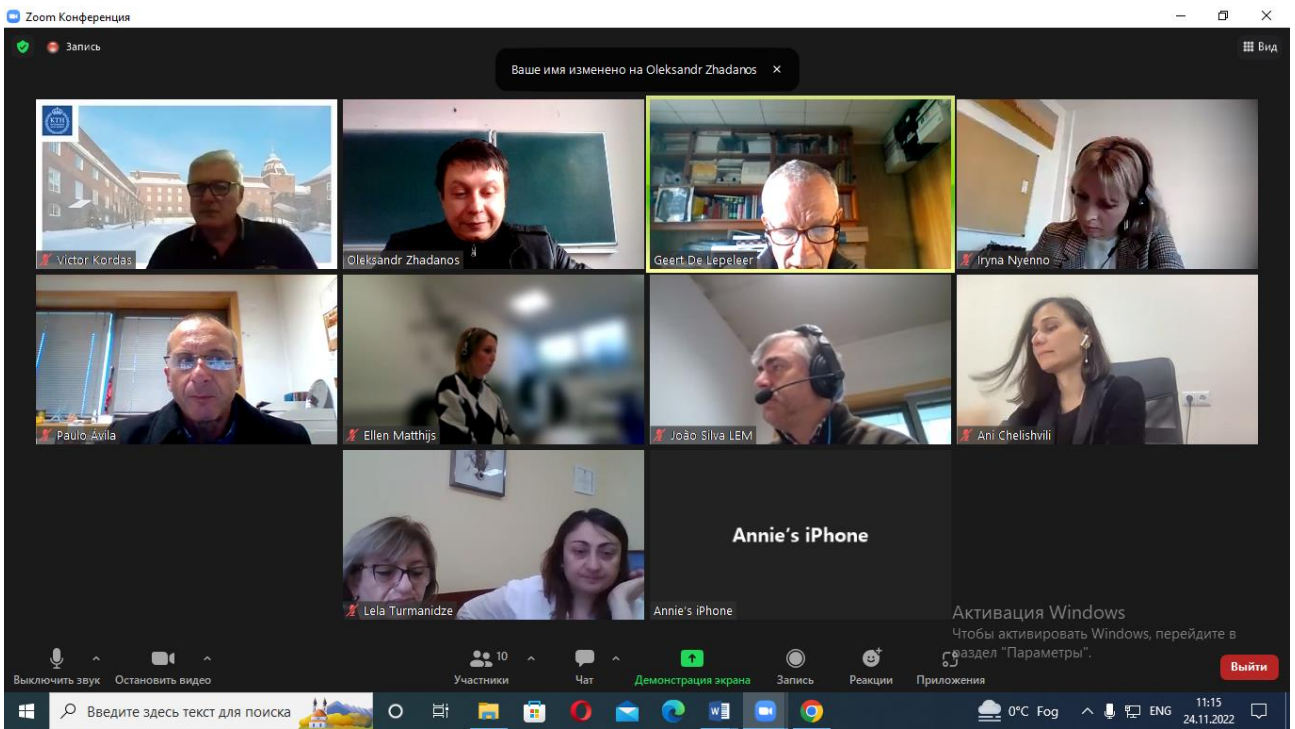 Zoom Конференция
Запись
Вид
Ваше имя изменено на Oleksandr Zhadanos
KTH
Victor Kordas
Oleksandr Zhadanos
Geert De Lepeleer
Iryna Nyenno
Paulo Ávila
Ellen Matthijs
João Silva LEM
Ani Chelishvili
Lela Turmanidze
Annie's iPhone
Annie's iPhone
Активация Windows
Чтобы активировать Windows, перейдите в
раздел "Параметры".
10
Выключить звук
Остановить видео
Участники
Чат
Демонстрация экрана
Запись
Реакции
Приложения
Выйти
Введите здесь текст для поиска
0°C Fog
ENG
11:15
24.11.2022